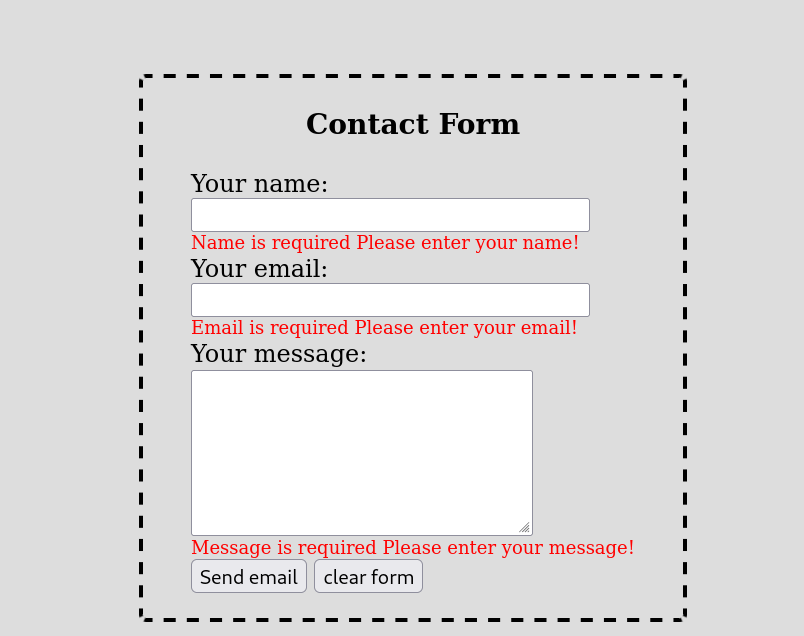 Contact Form
Your name:
Name is required Please enter your name!
Your email:
Email is required Please enter your email!
Your message:
Message is required Please enter your message!
Send email clear form